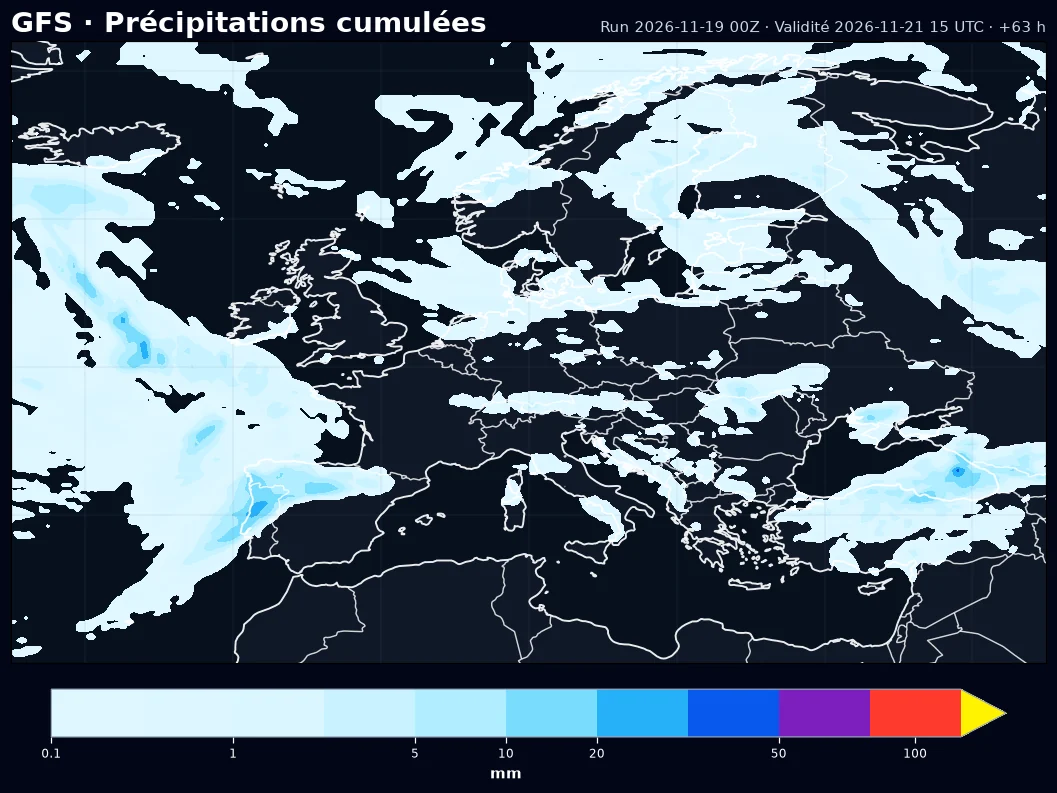 GFS · Précipitations cumulées
Run 2026-11-19 00Z · Validité 2026-11-21 15 UTC · +63 h
0.1 1 5 10 20 50 100
mm